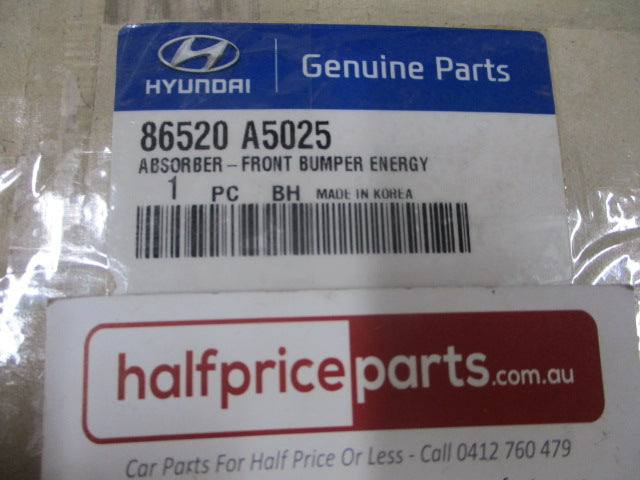 HYUNDAI
Genuine Parts
86520 A5025
ABSORBER-FRONT BUMPER ENERGY
1 PC BH MADE IN KOREA
halfpriceparts.com.au
Car Parts For Half Price Or Less - Call 0412 760 479